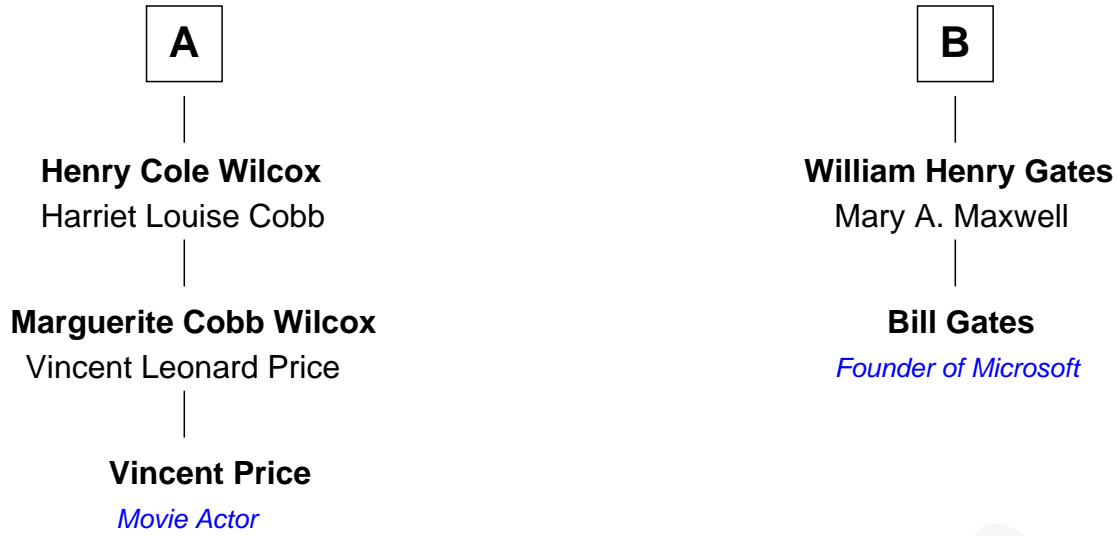 A
Henry Cole Wilcox
Harriet Louise Cobb
Marguerite Cobb Wilcox
Vincent Leonard Price
Vincent Price
Movie Actor
B
William Henry Gates
Mary A. Maxwell
Bill Gates
Founder of Microsoft